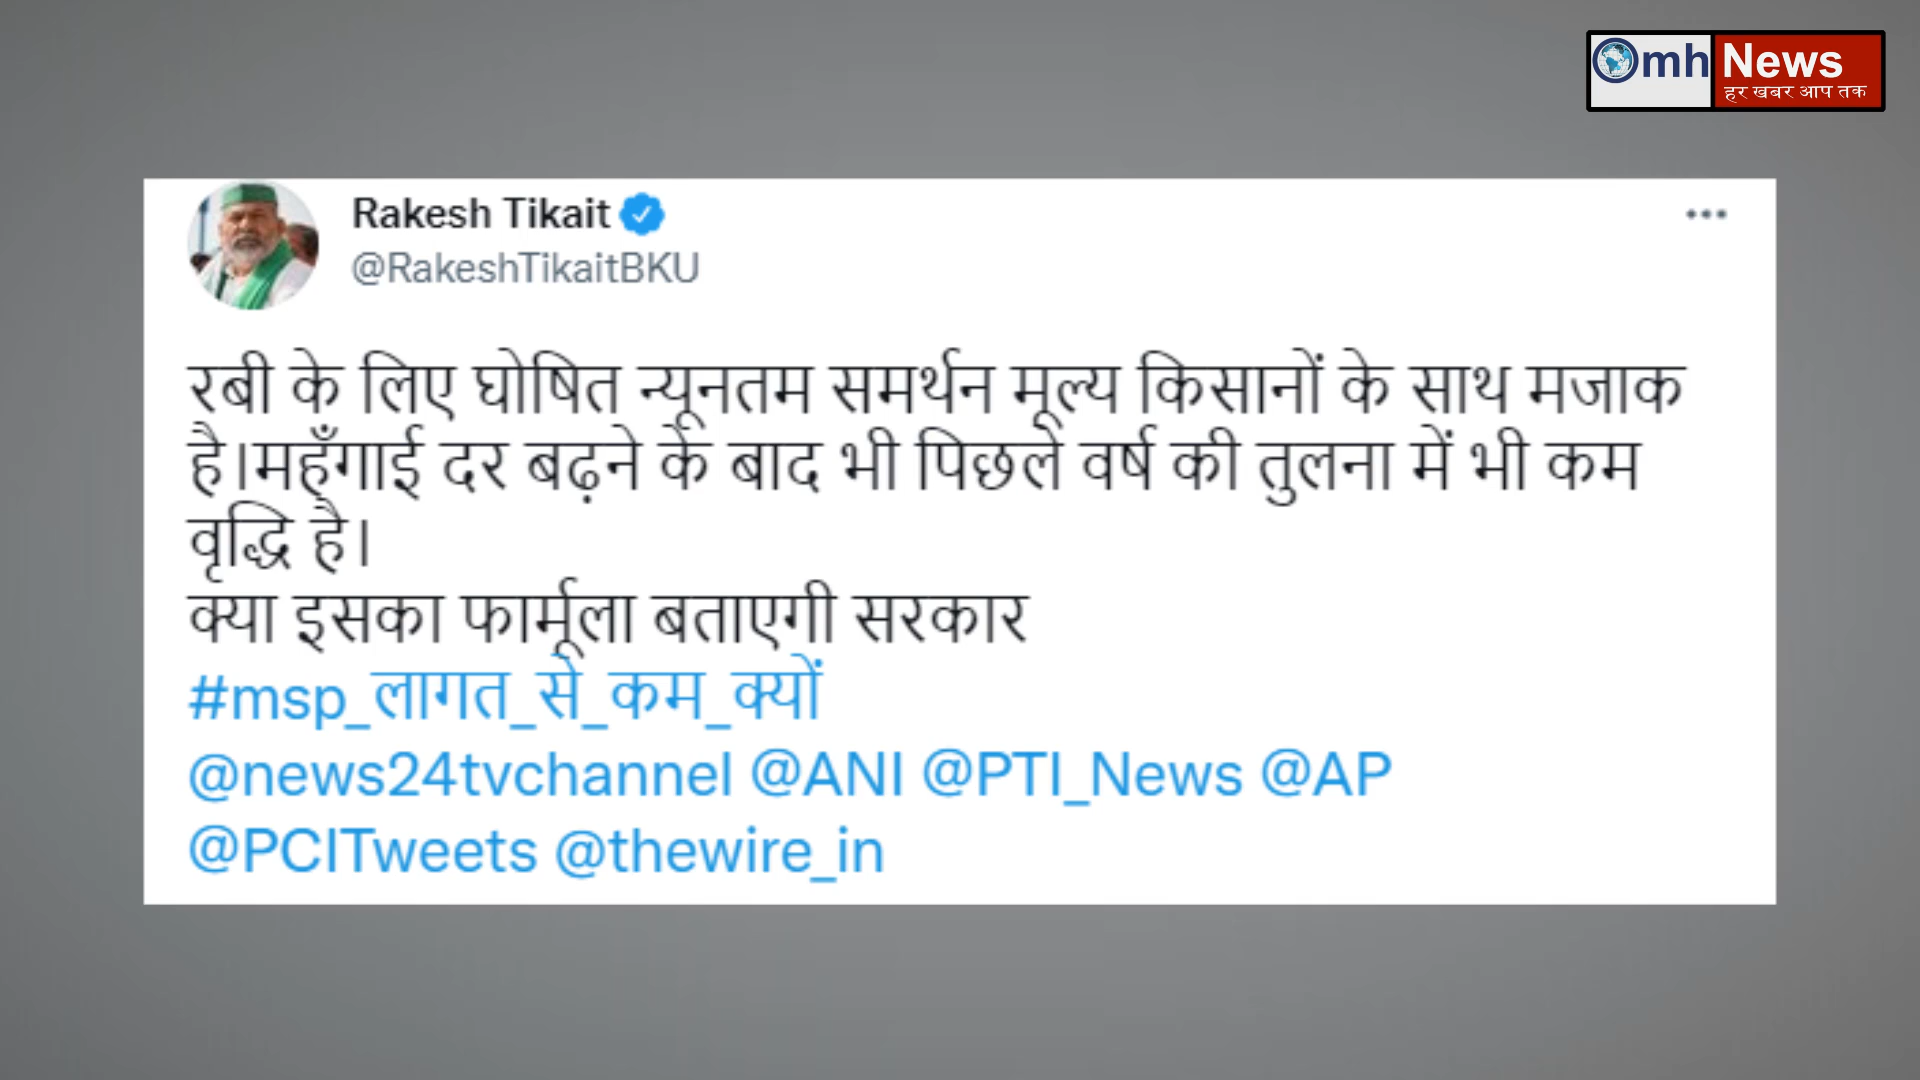 Omh News
हर खबर आप तक
Rakesh Tikait
@RakeshTikaitBKU
रबी के लिए घोषित न्यूनतम समर्थन मूल्य किसानों के साथ मजाक
है।महँगाई दर बढ़ने के बाद भी पिछले वर्ष की तुलना में भी कम
वृद्धि है।
क्या इसका फार्मूला बताएगी सरकार
#msp_लागत_से_कम_क्यों
@news24tvchannel @ANI @PTI_News @AP
@PCITweets @thewire_in